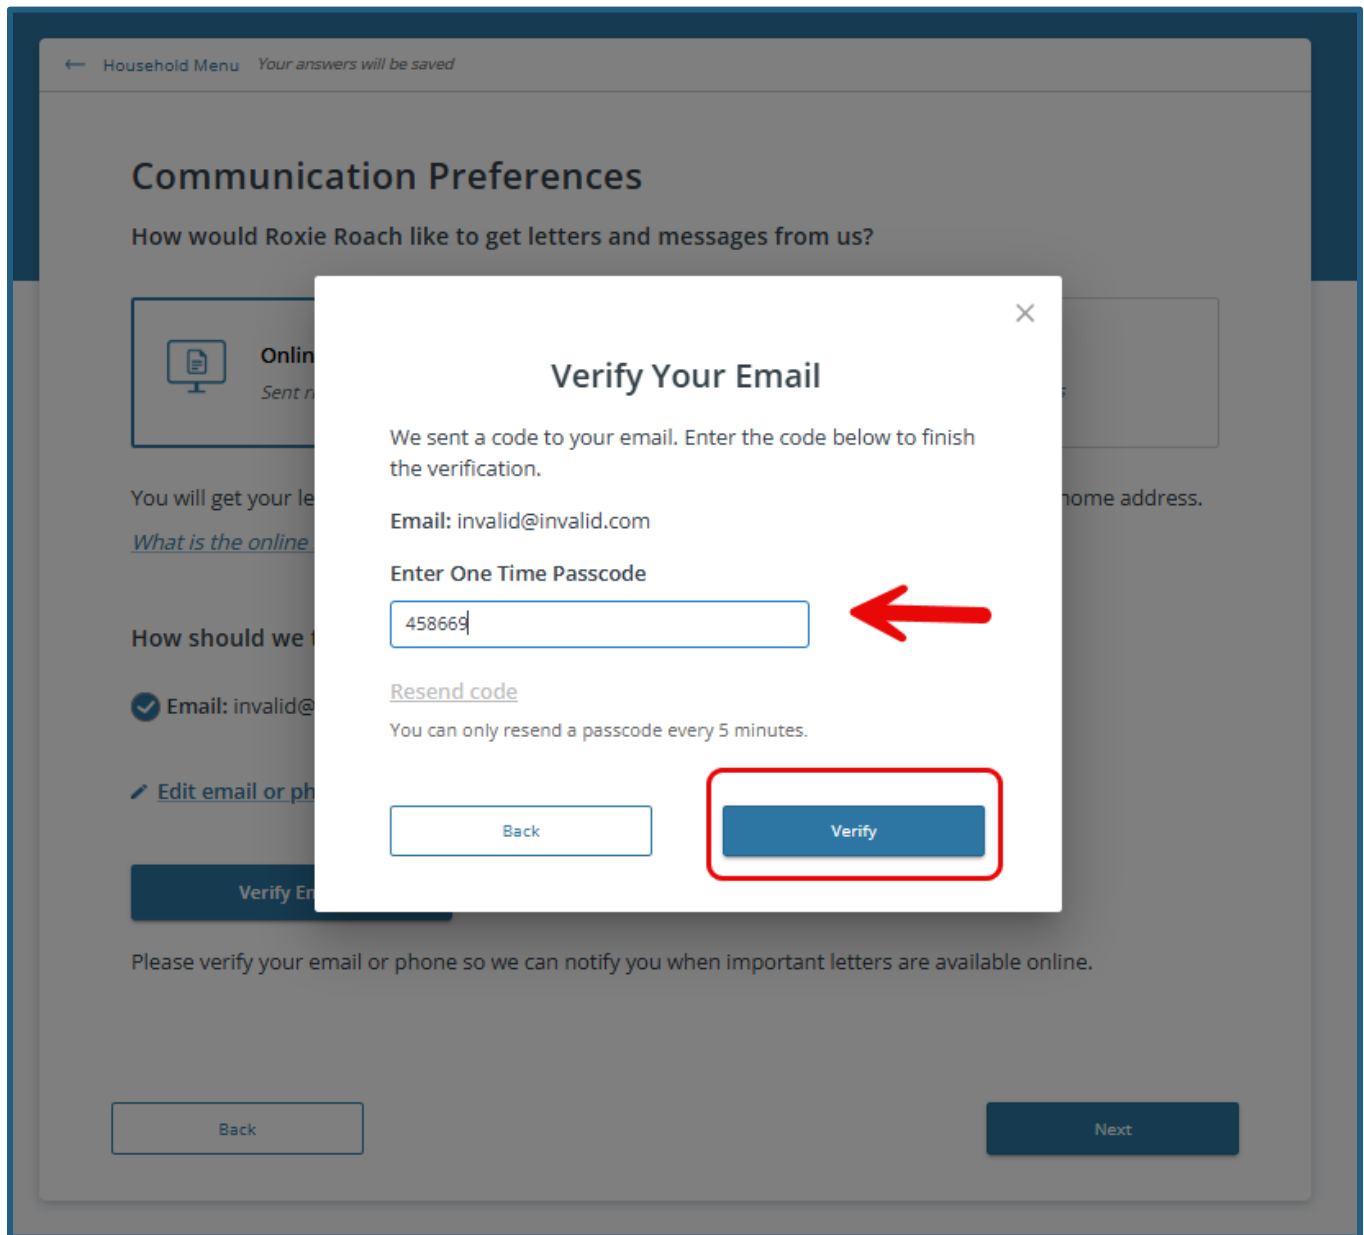 Household Menu Your answers will be saved
Communication Preferences
How would Roxie Roach like to get letters and messages from us?
Onlin
Sent
Verify Your Email
We sent a code to your email. Enter the code below to finish
the verification.
You will get your le
home address.
Email: invalid@invalid.com
What is the online
Enter One Time Passcode
458669
How should we
Resend code
Email: invalid@
You can only resend a passcode every 5 minutes.
Edit email or ph
Back
Verify
Verify En
Please verify your email or phone so we can notify you when important letters are available online.
Back
Next